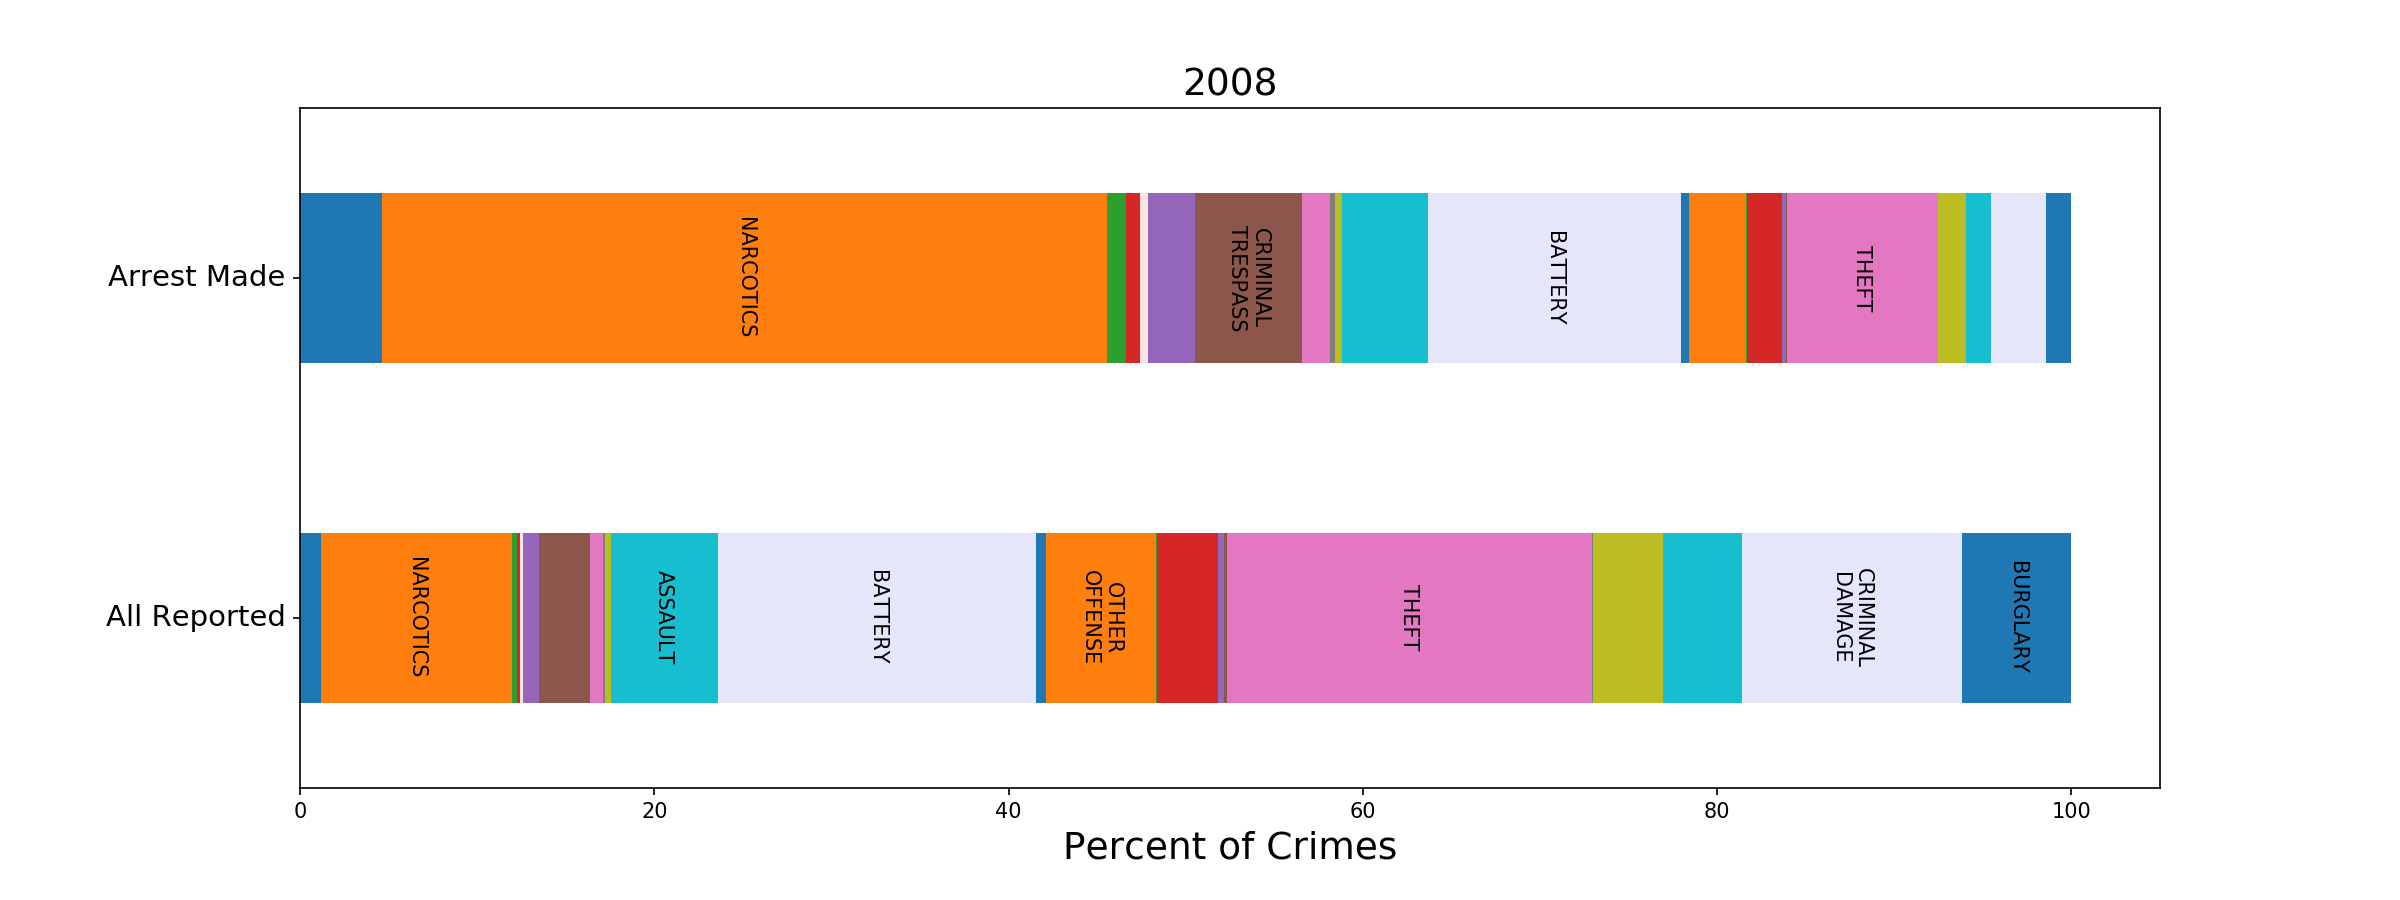 2008
Arrest Made
NARCOTICS
CRIMINAL
TRESPASS
BATTERY
THEFT
All Reported
NARCOTICS
ASSAULT
BATTERY
OTHER
OFFENSE
THEFT
CRIMINAL
DAMAGE
BURGLARY
0 20 40 60 80 100
Percent of Crimes